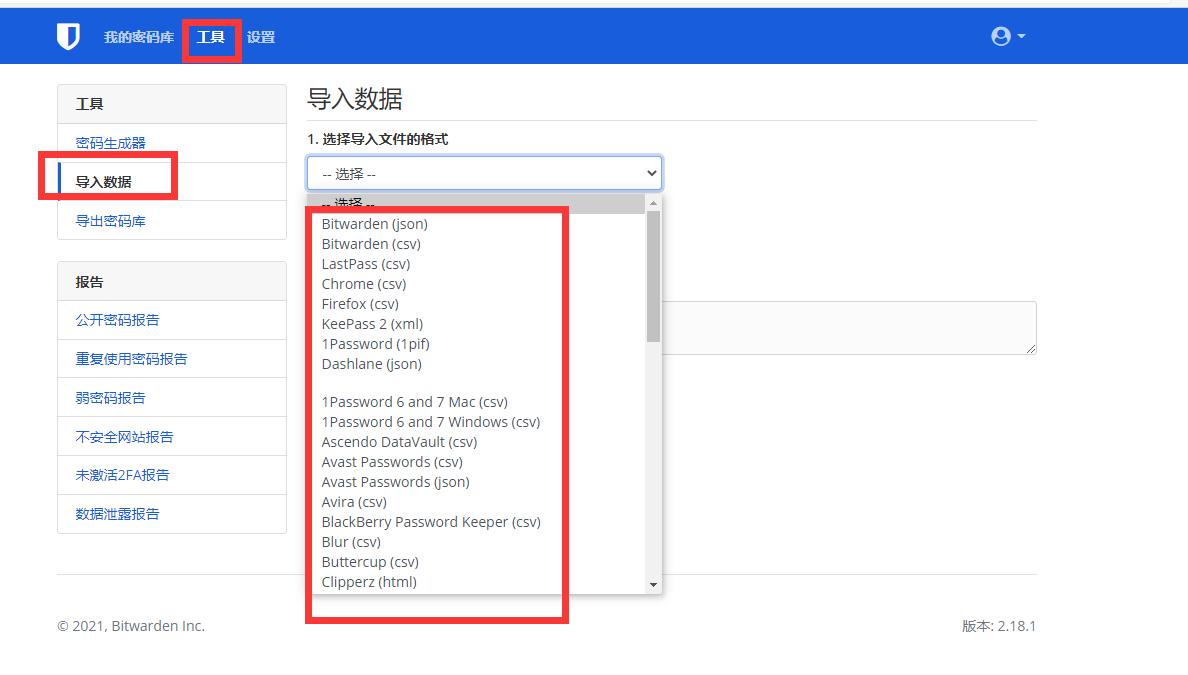 我的密码库 工具 设置
工具
密码生成器
导入数据
导出密码库
报告
公开密码报告
重复使用密码报告
弱密码报告
不安全网站报告
未激活2FA报告
数据泄露报告
导入数据
1. 选择导入文件的格式
-- 选择 --
-- 选择 --
Bitwarden (json)
Bitwarden (csv)
LastPass (csv)
Chrome (csv)
Firefox (csv)
KeePass 2 (xml)
1Password (1pif)
Dashlane (json)
1Password 6 and 7 Mac (csv)
1Password 6 and 7 Windows (csv)
Ascendo DataVault (csv)
Avast Passwords (csv)
Avast Passwords (json)
Avira (csv)
BlackBerry Password Keeper (csv)
Blur (csv)
Buttercup (csv)
Clipperz (html)
© 2021, Bitwarden Inc.
版本: 2.18.1